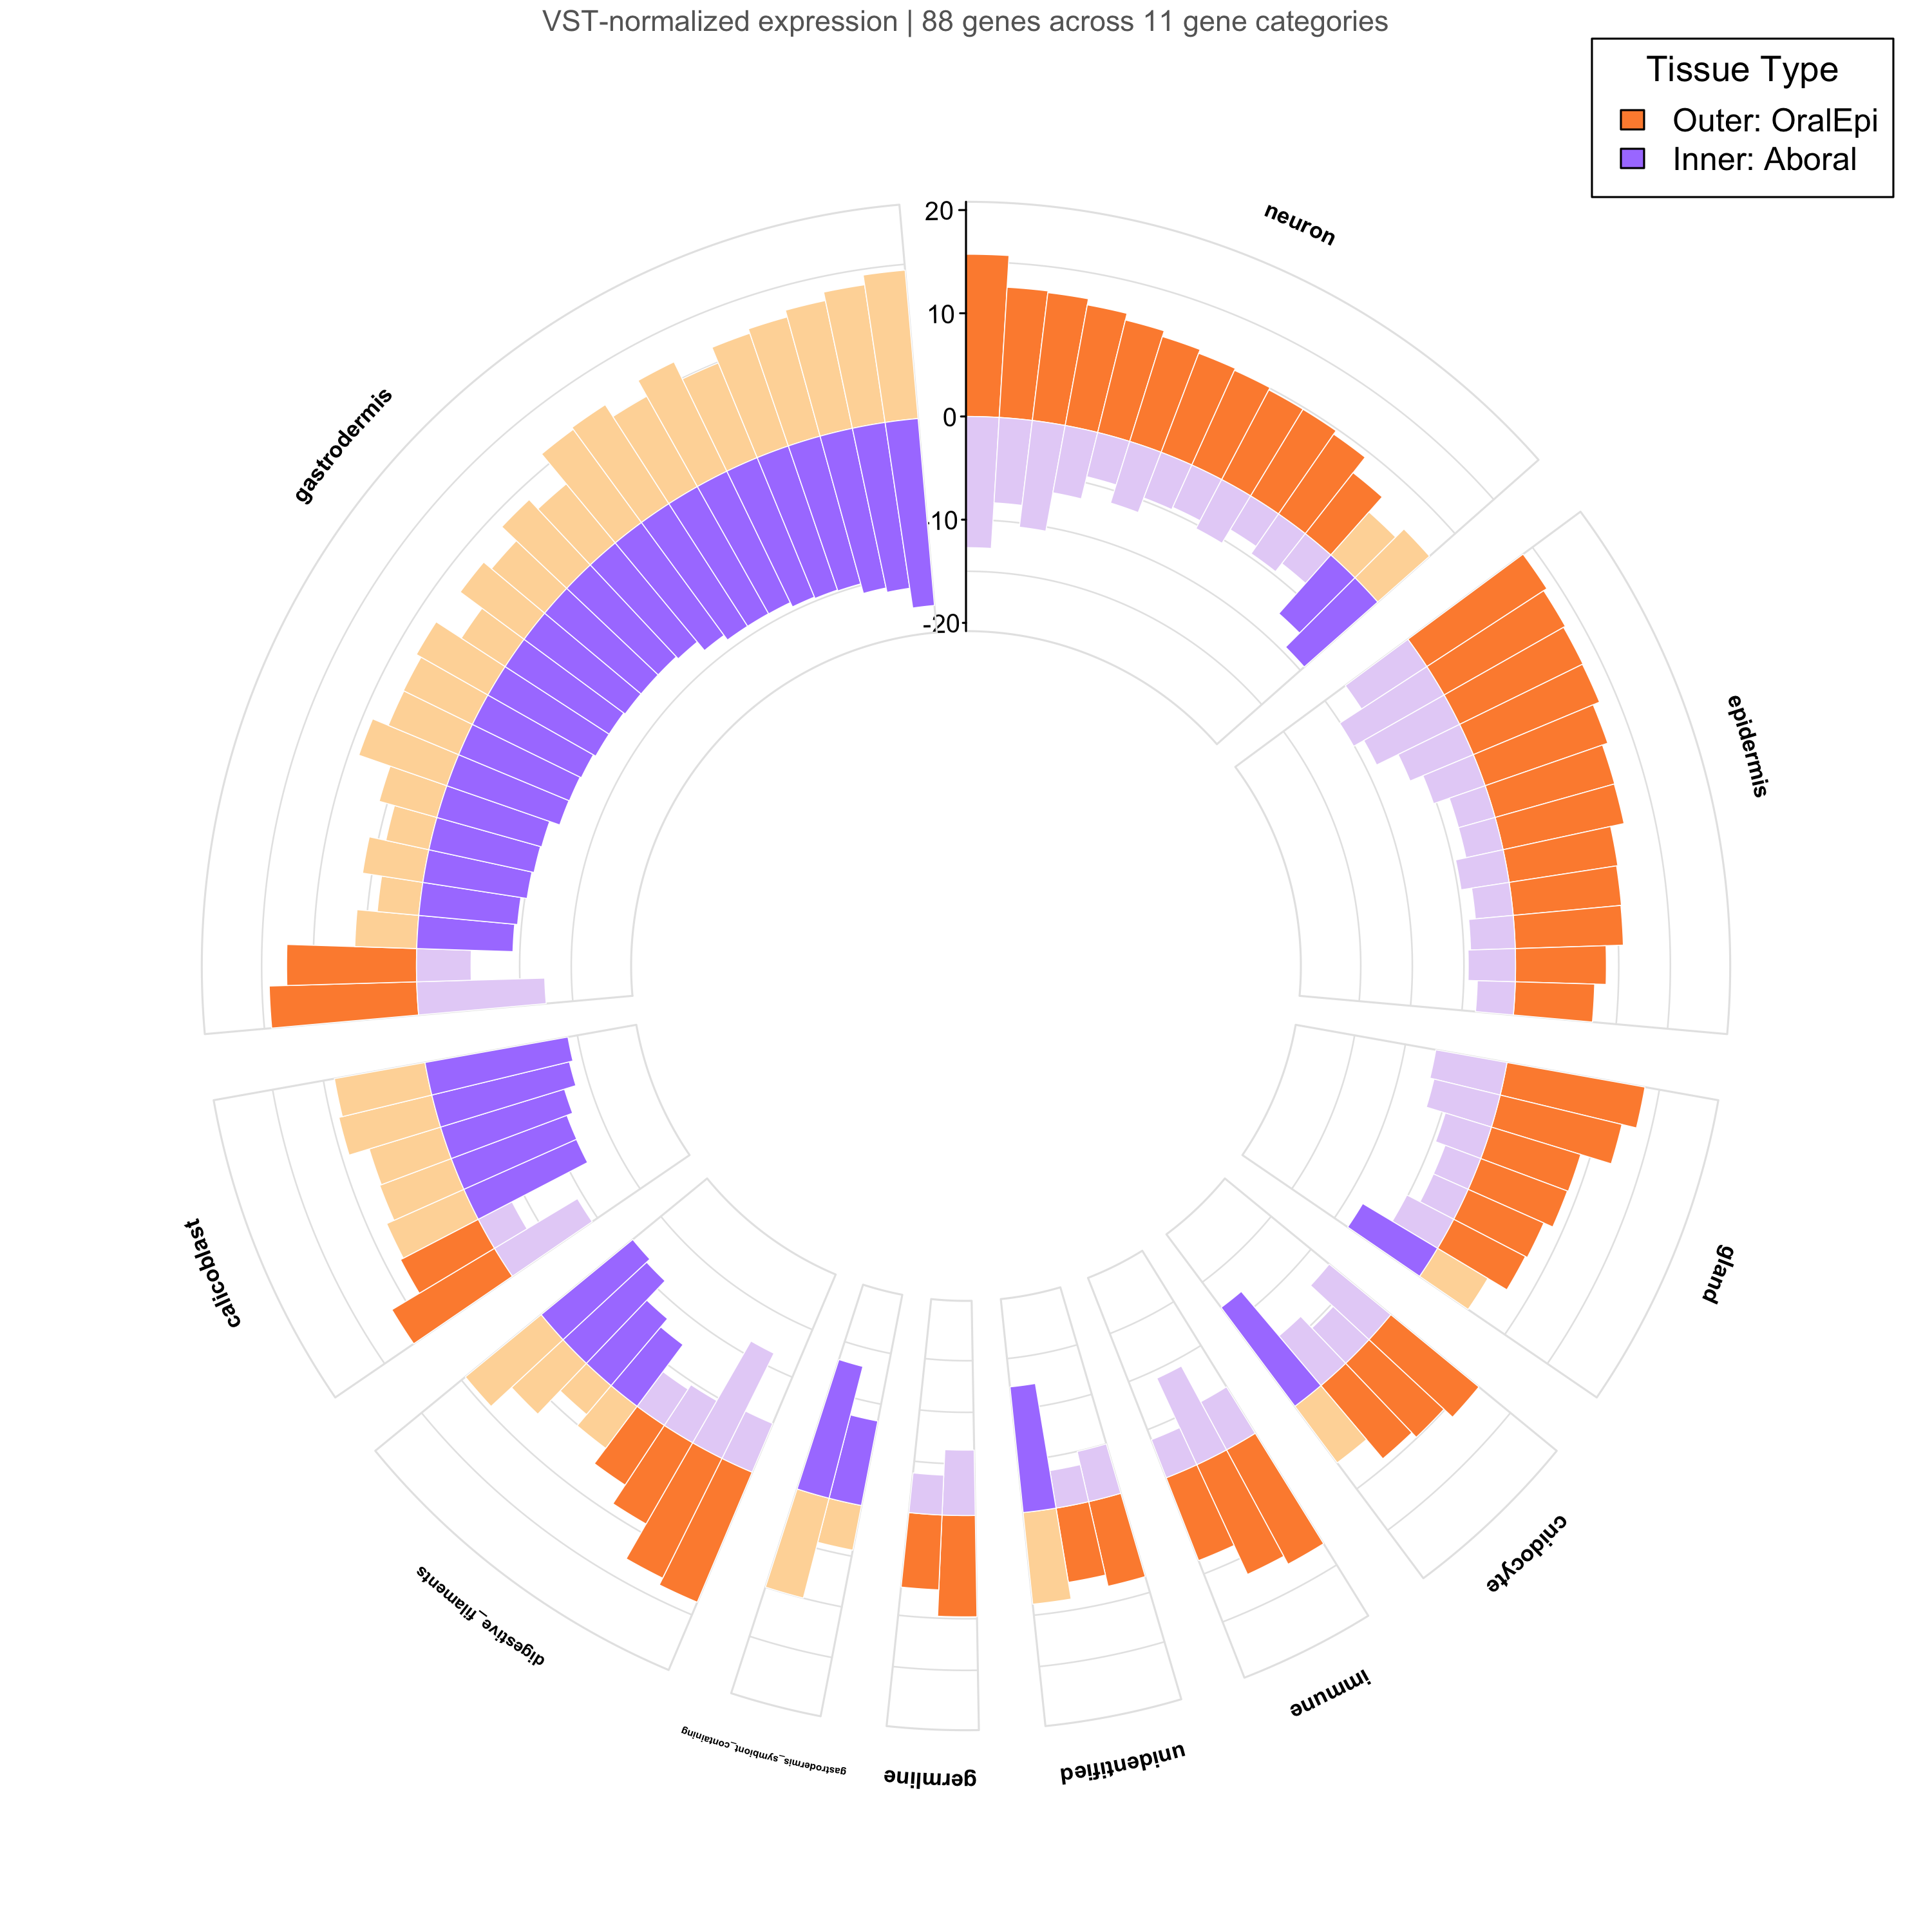 VST-normalized expression | 88 genes across 11 gene categories
Tissue Type
Outer: OralEpi
Inner: Aboral
20
10
0
-10
-20
neuron
epidermis
gland
cnidocyte
immune
unidentified
germline
gastrodermis_symbiont_containing
digestive_filaments
calicoblast
gastrodermis